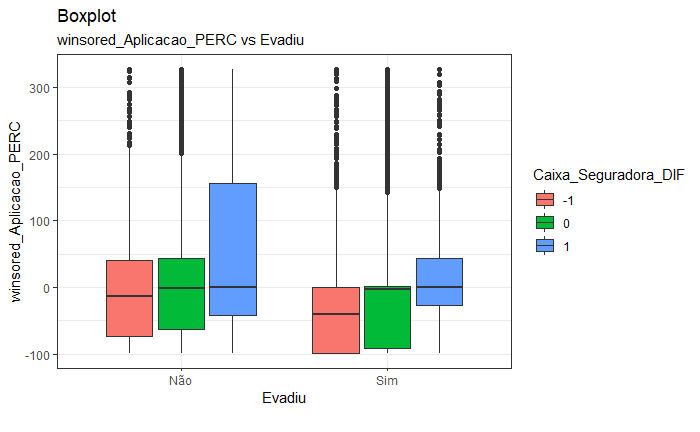 Boxplot
winsored_Aplicacao_PERC vs Evadiu
winsored_Aplicacao_PERC
300
200
100
0
-100
Não
Sim
Evadiu
Caixa_Seguradora_DIF
-1
0
1